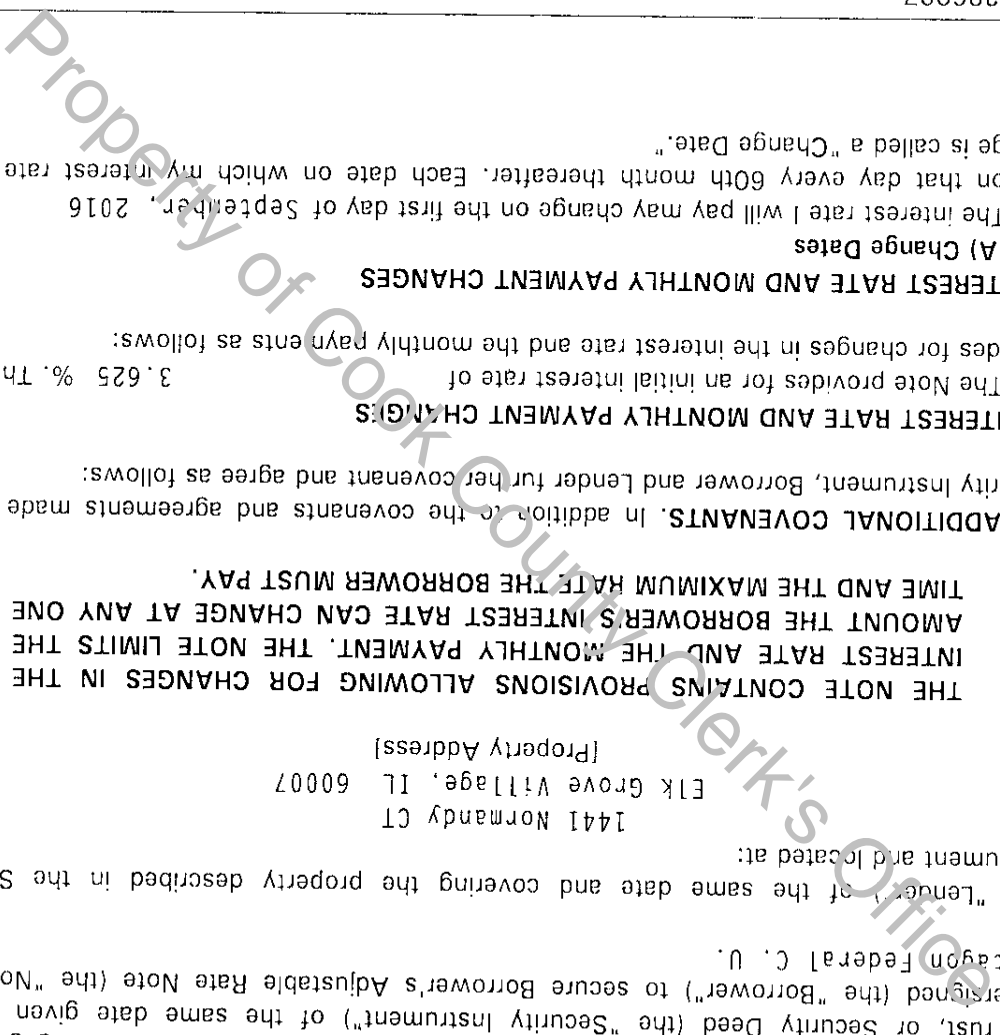 rust, or Security Deed (the "Security Instrument") of the same date given
ersigned (the "Borrower") to secure Borrower's Adjustable Rate Note (the "No
tagon Federal C. U.
"Lender") of the same date and covering the property described in the S
ument and located at:
1441 Normandy CT
Elk Grove Village, IL 60007
[Property Address]
THE NOTE CONTAINS PROVISIONS ALLOWING FOR CHANGES IN THE
INTEREST RATE AND THE MONTHLY PAYMENT. THE NOTE LIMITS THE
AMOUNT THE BORROWER'S INTEREST RATE CAN CHANGE AT ANY ONE
TIME AND THE MAXIMUM RATE THE BORROWER MUST PAY.
ADDITIONAL COVENANTS. In addition to the covenants and agreements made
rity Instrument, Borrower and Lender further covenant and agree as follows:
TEREST RATE AND MONTHLY PAYMENT CHANGES
The Note provides for an initial interest rate of 3.625 %. Th
des for changes in the interest rate and the monthly payments as follows:
TEREST RATE AND MONTHLY PAYMENT CHANGES
A) Change Dates
The interest rate I will pay may change on the first day of September, 2016
on that day every 60th month thereafter. Each date on which my interest rate
ge is called a "Change Date."
Property of Cook County Clerk's Office